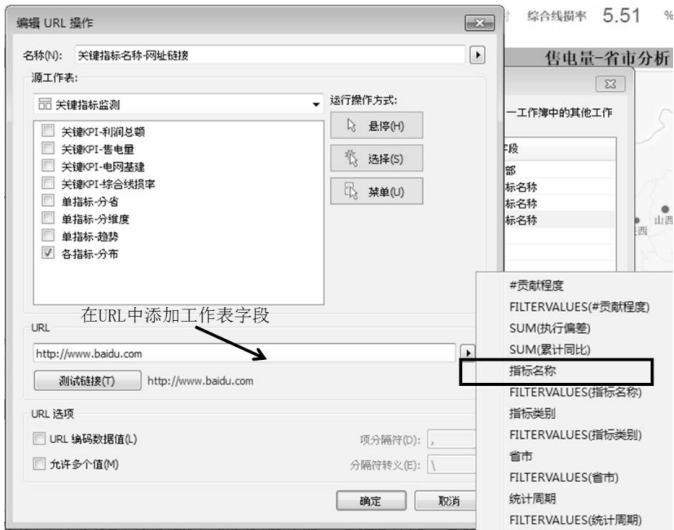 编辑 URL 操作
综合线损率 5.51 %
名称(N): 关键指标名称-网址链接
售电量-省市分析
源工作表:
关键指标监测
运行操作方式:
一工作簿中的其他工作
关键KPI-利润总额
关键KPI-售电量
关键KPI-电网基建
关键KPI-综合线损率
单指标-分省
单指标-分维度
单指标-趋势
各指标-分布
悬停(H)
选择(S)
菜单(U)
段
部
标名称
标名称
标名称
山西
西
在URL中添加工作表字段
URL
http://www.baidu.com
测试链接(T) http://www.baidu.com
URL 选项
URL 编码数据值(L)
项分隔符(D): ,
允许多个值(M)
分隔符转义(E): \
确定
取消
#贡献程度
FILTERVALUES(#贡献程度)
SUM(执行偏差)
SUM(累计同比)
指标名称
FILTERVALUES(指标名称)
指标类别
FILTERVALUES(指标类别)
省市
FILTERVALUES(省市)
统计周期
FILTERVALUES(统计周期)